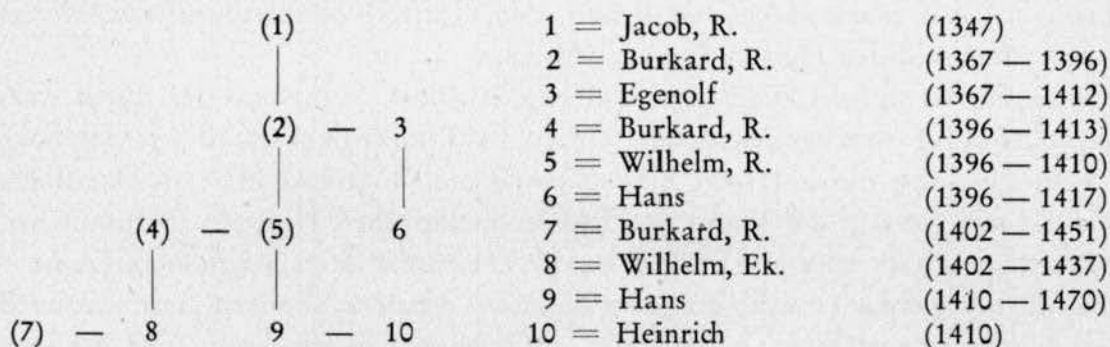 (1) 1 = Jacob, R. (1347)
2 = Burkard, R. (1367 — 1396)
3 = Egenolf (1367 — 1412)
(2) — 3 4 = Burkard, R. (1396 — 1413)
5 = Wilhelm, R. (1396 — 1410)
6 = Hans (1396 — 1417)
(4) — (5) 6 7 = Burkard, R. (1402 — 1451)
8 = Wilhelm, Ek. (1402 — 1437)
9 = Hans (1410 — 1470)
(7) — 8 9 — 10 10 = Heinrich (1410)